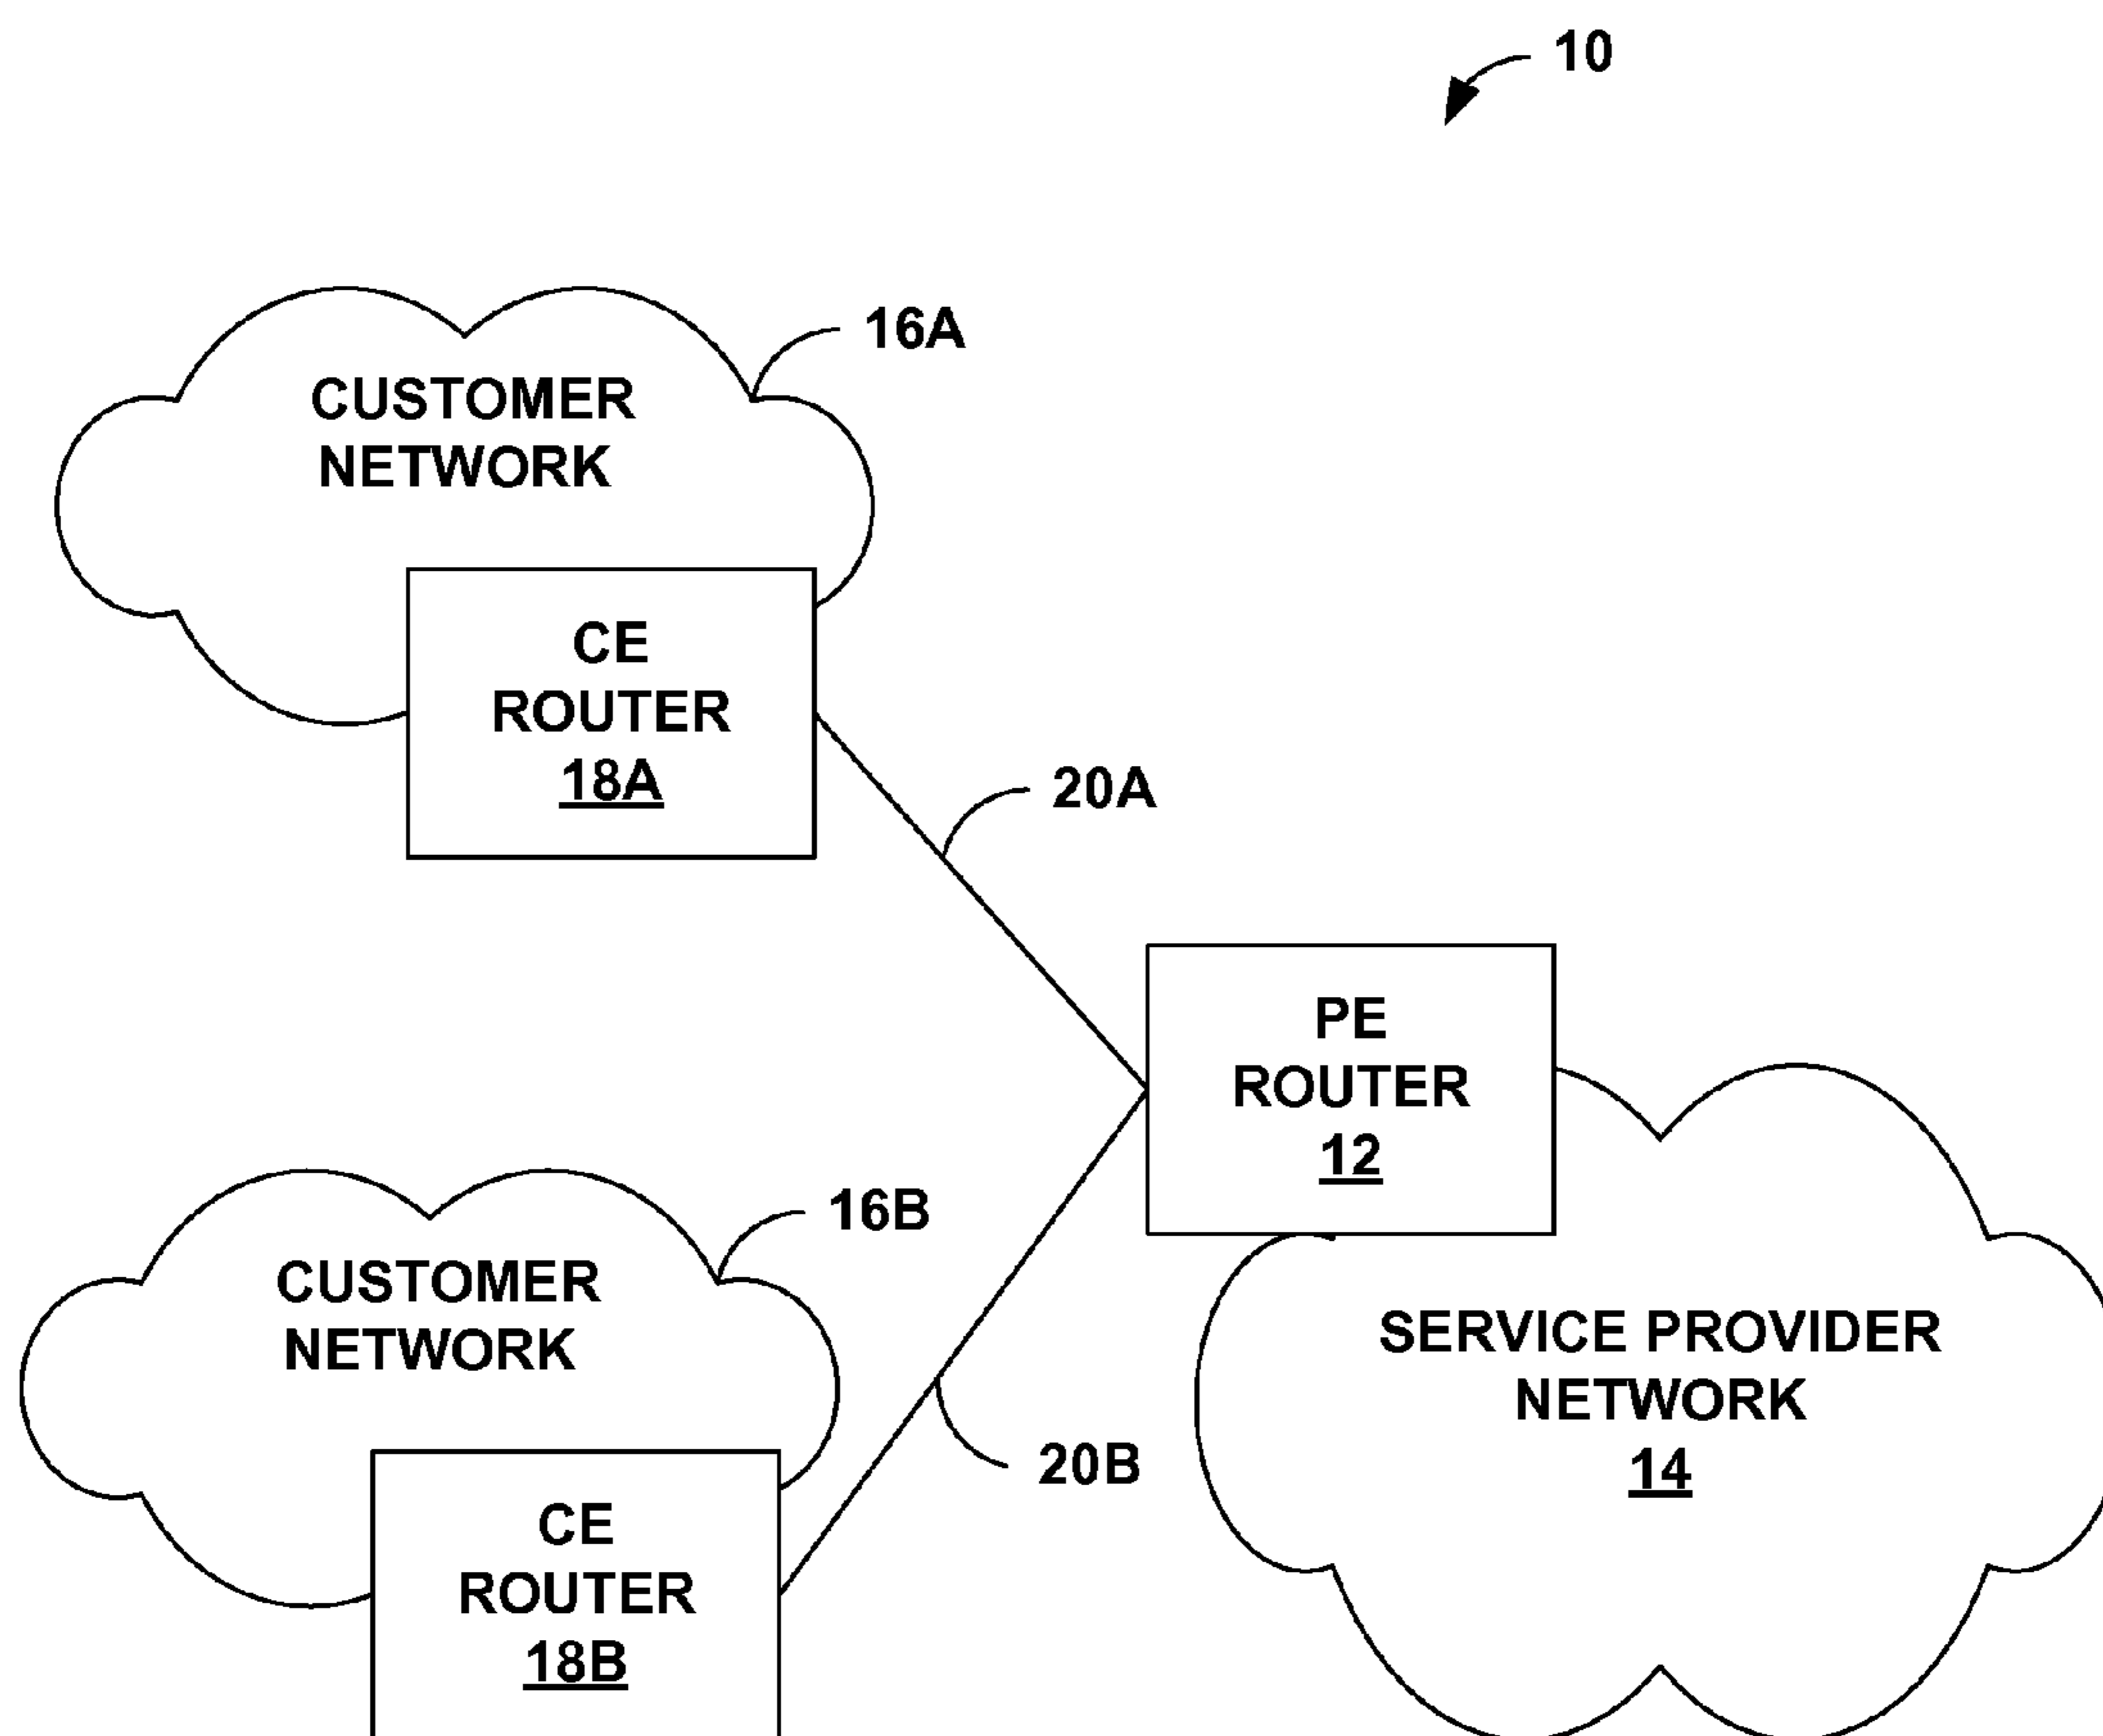 10
16A
CUSTOMER
NETWORK
CE
ROUTER
18A
20A
PE
ROUTER
12
16B
CUSTOMER
NETWORK
SERVICE PROVIDER
NETWORK
14
20B
CE
ROUTER
18B